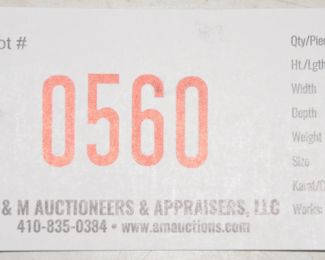 ot #
0560
& M AUCTIONEERS & APPRAISERS, LLC
410-835-0384 • www.amauctions.com
Qty/Pie
Ht./Lgth
Width
Depth
Weight
Size
Karat/C
Works: